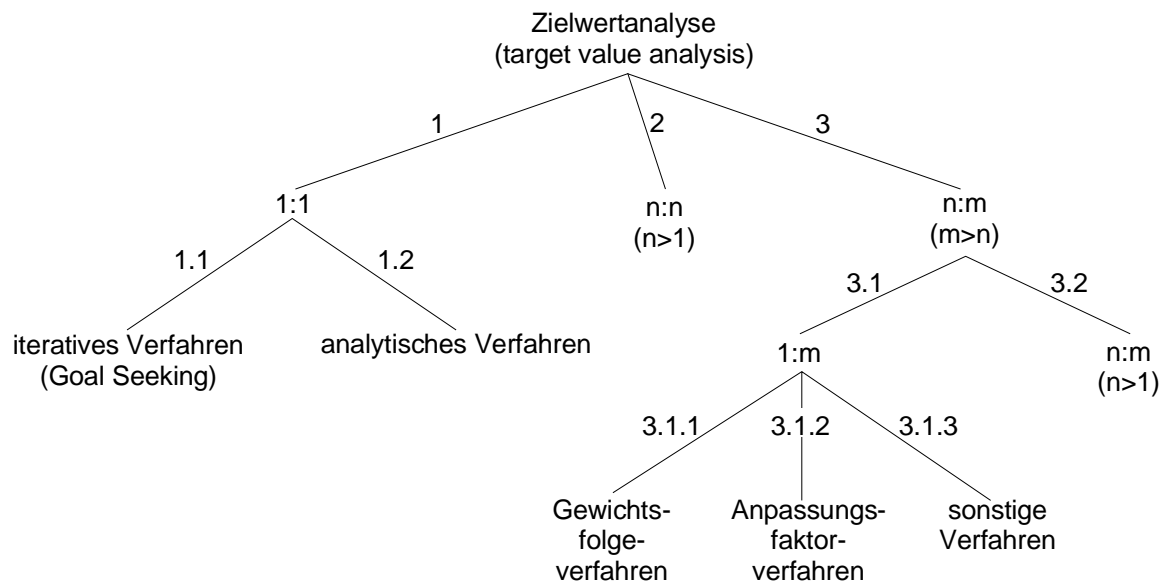 Zielwertanalyse
(target value analysis)
1
2
3
1:1
n:n
(n>1)
n:m
(m>n)
1.1
1.2
3.1
3.2
iteratives Verfahren
(Goal Seeking)
analytisches Verfahren
1:m
n:m
(n>1)
3.1.1
3.1.2
3.1.3
Gewichts-
folge-
verfahren
Anpassungs-
faktor-
verfahren
sonstige
Verfahren